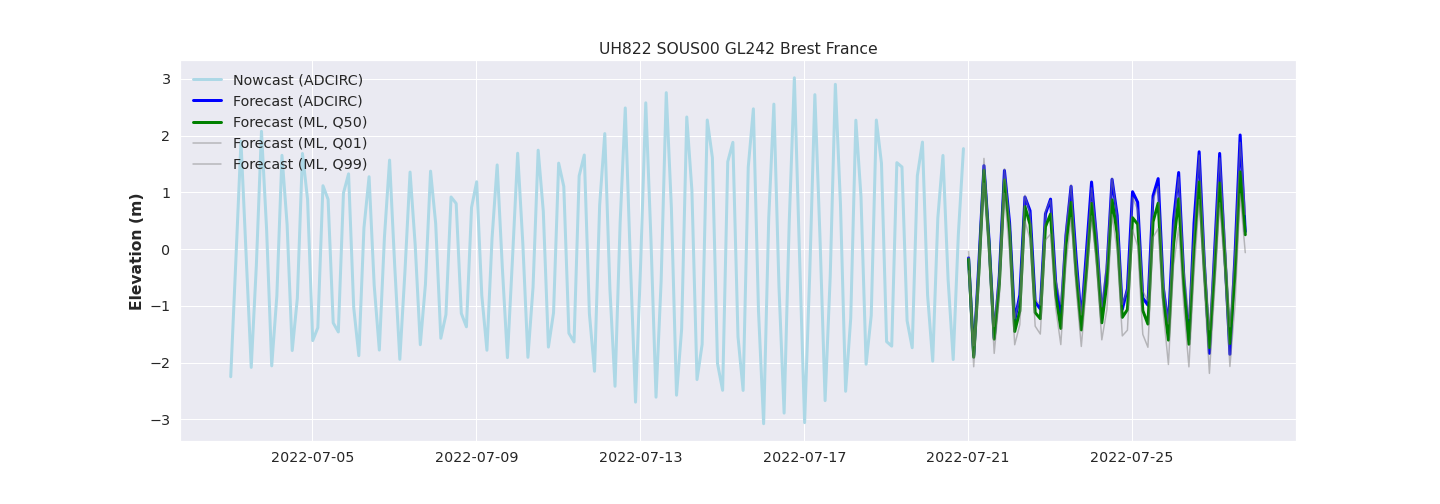 UH822 SOUS00 GL242 Brest France
Nowcast (ADCIRC)
Forecast (ADCIRC)
Forecast (ML, Q50)
Forecast (ML, Q01)
Forecast (ML, Q99)
Elevation (m)
3
2
1
0
−1
−2
−3
2022-07-05
2022-07-09
2022-07-13
2022-07-17
2022-07-21
2022-07-25